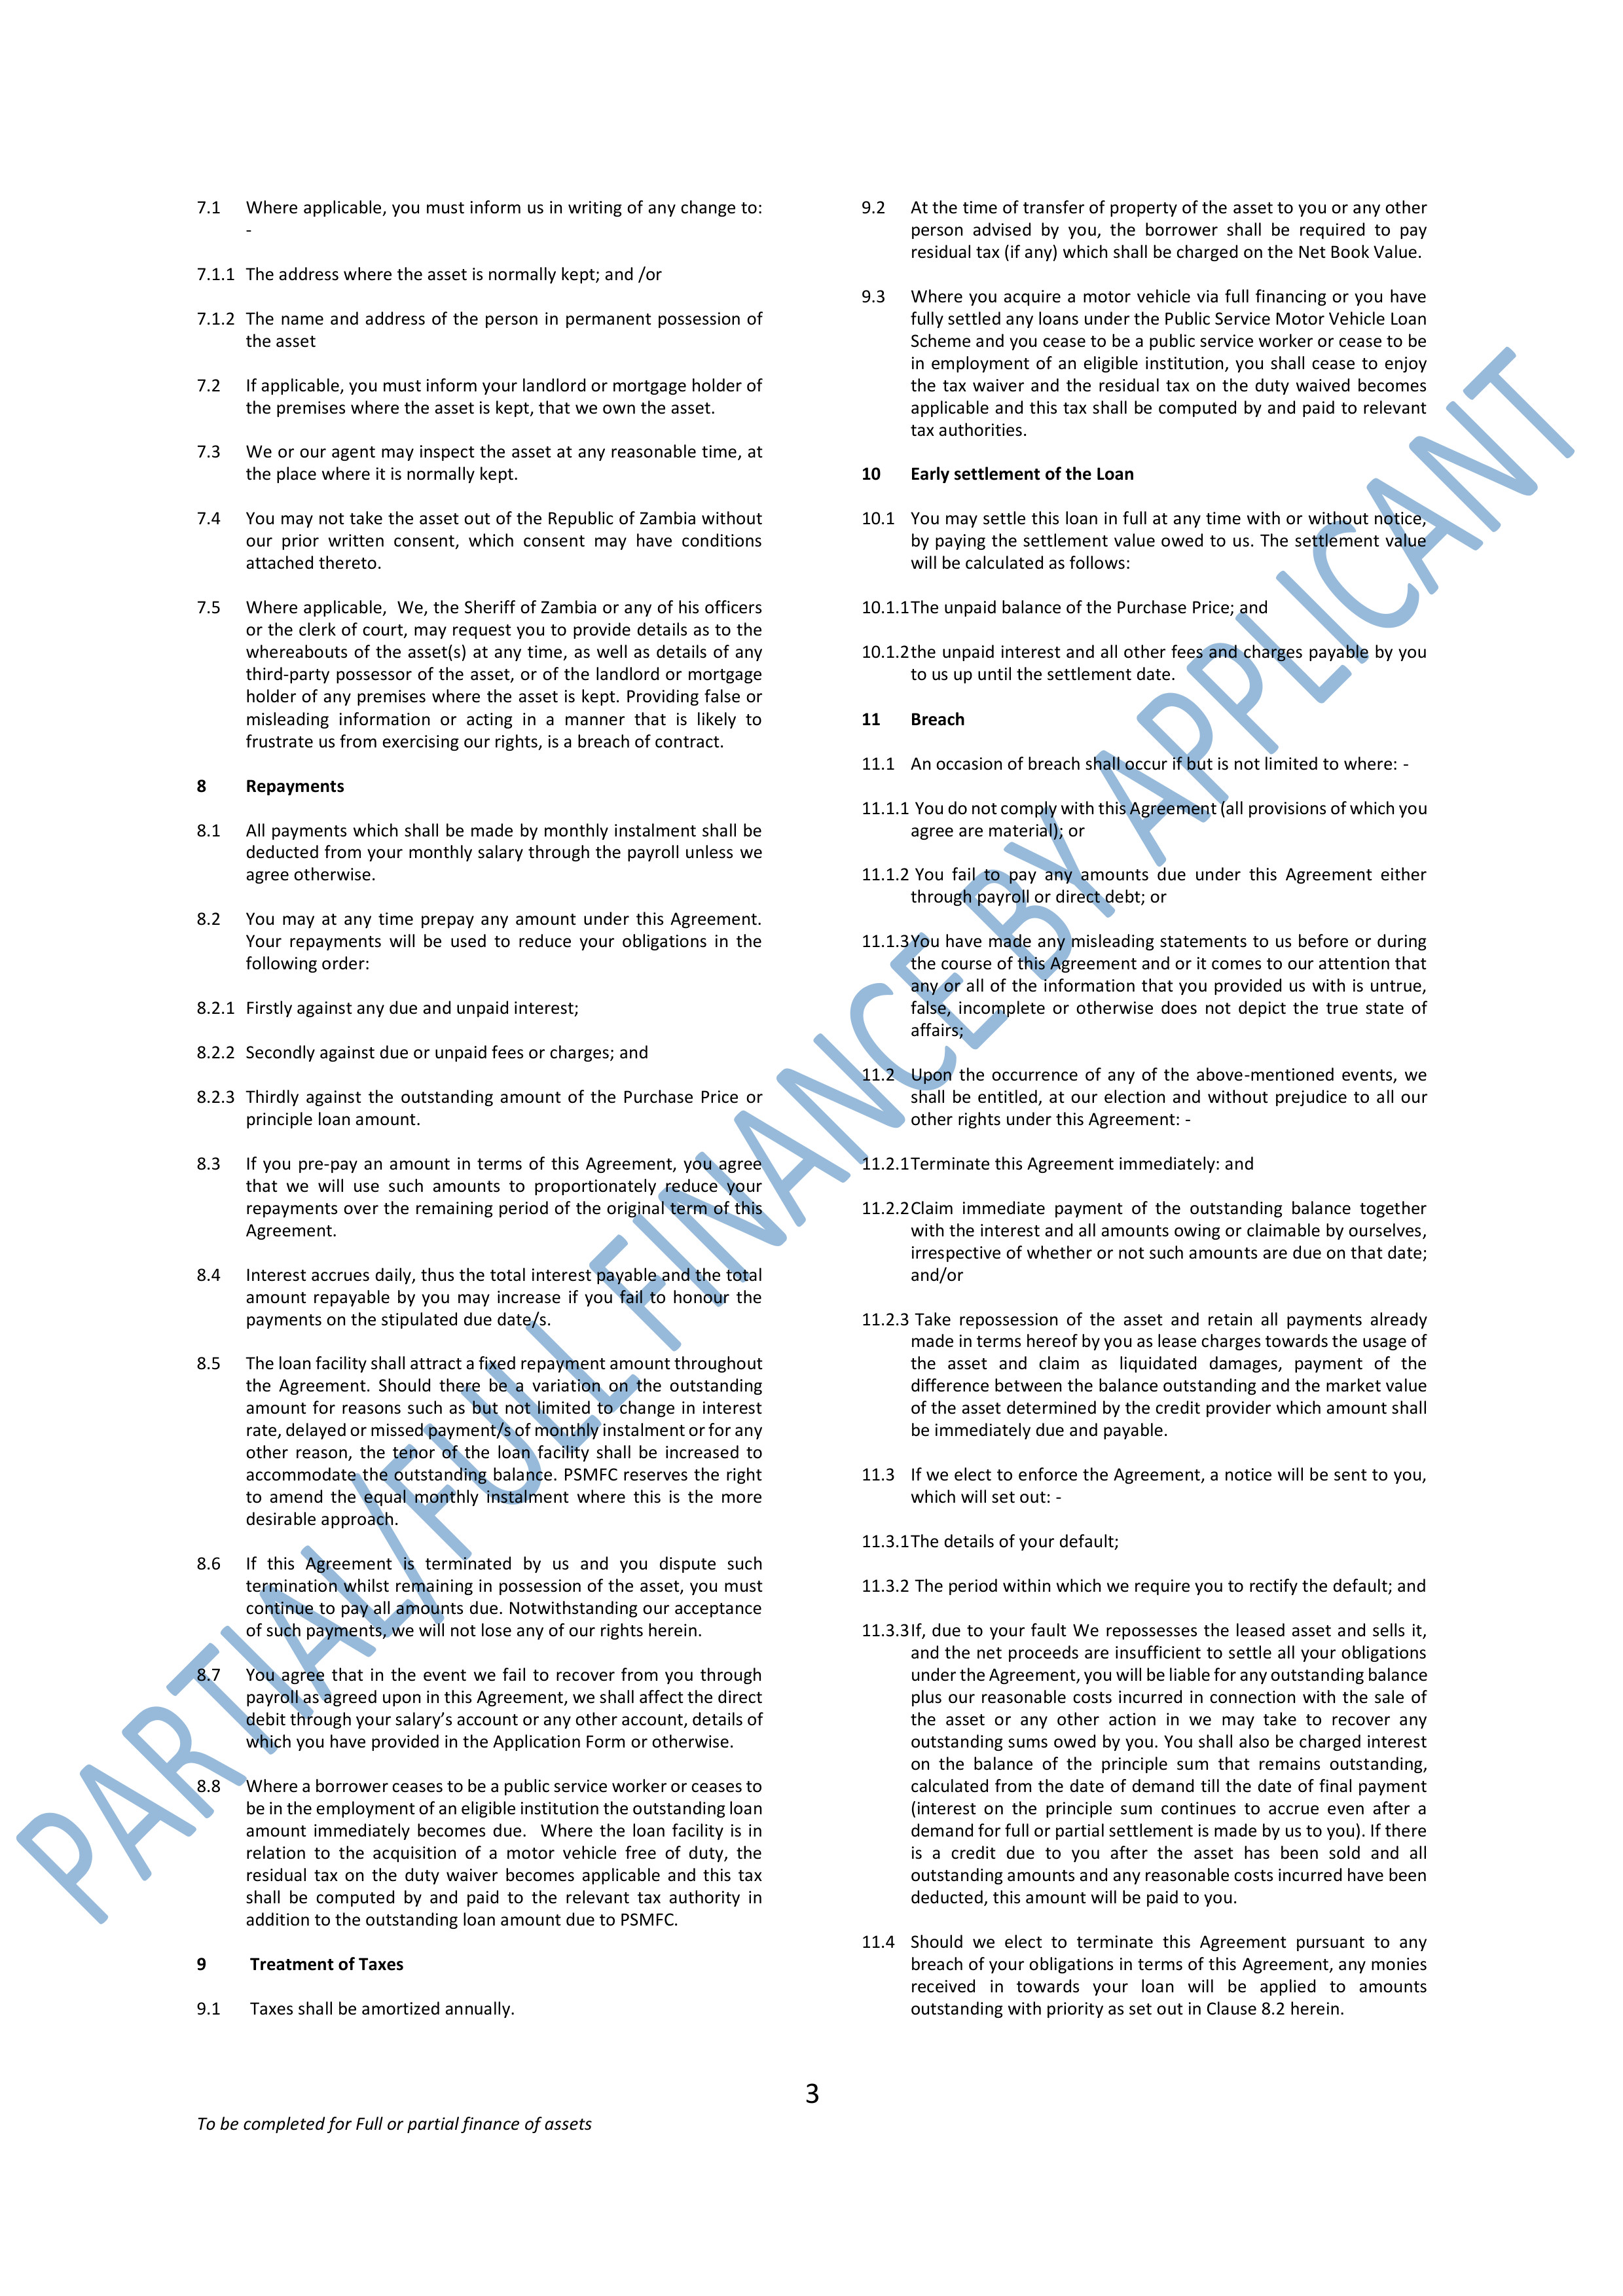 7.1 Where applicable, you must inform us in writing of any change to:
-
7.1.1 The address where the asset is normally kept; and /or
7.1.2 The name and address of the person in permanent possession of
the asset
7.2 If applicable, you must inform your landlord or mortgage holder of
the premises where the asset is kept, that we own the asset.
7.3 We or our agent may inspect the asset at any reasonable time, at
the place where it is normally kept.
7.4 You may not take the asset out of the Republic of Zambia without
our prior written consent, which consent may have conditions
attached thereto.
7.5 Where applicable, We, the Sheriff of Zambia or any of his officers
or the clerk of court, may request you to provide details as to the
whereabouts of the asset(s) at any time, as well as details of any
third-party possessor of the asset, or of the landlord or mortgage
holder of any premises where the asset is kept. Providing false or
misleading information or acting in a manner that is likely to
frustrate us from exercising our rights, is a breach of contract.
8 Repayments
8.1 All payments which shall be made by monthly instalment shall be
deducted from your monthly salary through the payroll unless we
agree otherwise.
8.2 You may at any time prepay any amount under this Agreement.
Your repayments will be used to reduce your obligations in the
following order:
8.2.1 Firstly against any due and unpaid interest;
8.2.2 Secondly against due or unpaid fees or charges; and
8.2.3 Thirdly against the outstanding amount of the Purchase Price or
principle loan amount.
8.3 If you pre-pay an amount in terms of this Agreement, you agree
that we will use such amounts to proportionately reduce your
repayments over the remaining period of the original term of this
Agreement.
8.4 Interest accrues daily, thus the total interest payable and the total
amount repayable by you may increase if you fail to honour the
payments on the stipulated due date/s.
8.5 The loan facility shall attract a fixed repayment amount throughout
the Agreement. Should there be a variation on the outstanding
amount for reasons such as but not limited to change in interest
rate, delayed or missed payment/s of monthly instalment or for any
other reason, the tenor of the loan facility shall be increased to
accommodate the outstanding balance. PSMFC reserves the right
to amend the equal monthly instalment where this is the more
desirable approach.
8.6 If this Agreement is terminated by us and you dispute such
termination whilst remaining in possession of the asset, you must
continue to pay all amounts due. Notwithstanding our acceptance
of such payments, we will not lose any of our rights herein.
8.7 You agree that in the event we fail to recover from you through
payroll as agreed upon in this Agreement, we shall affect the direct
debit through your salary’s account or any other account, details of
which you have provided in the Application Form or otherwise.
8.8 Where a borrower ceases to be a public service worker or ceases to
be in the employment of an eligible institution the outstanding loan
amount immediately becomes due. Where the loan facility is in
relation to the acquisition of a motor vehicle free of duty, the
residual tax on the duty waiver becomes applicable and this tax
shall be computed by and paid to the relevant tax authority in
addition to the outstanding loan amount due to PSMFC.
9 Treatment of Taxes
9.1 Taxes shall be amortized annually.
9.2 At the time of transfer of property of the asset to you or any other
person advised by you, the borrower shall be required to pay
residual tax (if any) which shall be charged on the Net Book Value.
9.3 Where you acquire a motor vehicle via full financing or you have
fully settled any loans under the Public Service Motor Vehicle Loan
Scheme and you cease to be a public service worker or cease to be
in employment of an eligible institution, you shall cease to enjoy
the tax waiver and the residual tax on the duty waived becomes
applicable and this tax shall be computed by and paid to relevant
tax authorities.
10 Early settlement of the Loan
10.1 You may settle this loan in full at any time with or without notice,
by paying the settlement value owed to us. The settlement value
will be calculated as follows:
10.1.1The unpaid balance of the Purchase Price; and
10.1.2the unpaid interest and all other fees and charges payable by you
to us up until the settlement date.
11 Breach
11.1 An occasion of breach shall occur if but is not limited to where: -
11.1.1 You do not comply with this Agreement (all provisions of which you
agree are material); or
11.1.2 You fail to pay any amounts due under this Agreement either
through payroll or direct debt; or
11.1.3You have made any misleading statements to us before or during
the course of this Agreement and or it comes to our attention that
any or all of the information that you provided us with is untrue,
false, incomplete or otherwise does not depict the true state of
affairs;
11.2 Upon the occurrence of any of the above-mentioned events, we
shall be entitled, at our election and without prejudice to all our
other rights under this Agreement: -
11.2.1Terminate this Agreement immediately: and
11.2.2Claim immediate payment of the outstanding balance together
with the interest and all amounts owing or claimable by ourselves,
irrespective of whether or not such amounts are due on that date;
and/or
11.2.3 Take repossession of the asset and retain all payments already
made in terms hereof by you as lease charges towards the usage of
the asset and claim as liquidated damages, payment of the
difference between the balance outstanding and the market value
of the asset determined by the credit provider which amount shall
be immediately due and payable.
11.3 If we elect to enforce the Agreement, a notice will be sent to you,
which will set out: -
11.3.1The details of your default;
11.3.2 The period within which we require you to rectify the default; and
11.3.3If, due to your fault We repossesses the leased asset and sells it,
and the net proceeds are insufficient to settle all your obligations
under the Agreement, you will be liable for any outstanding balance
plus our reasonable costs incurred in connection with the sale of
the asset or any other action in we may take to recover any
outstanding sums owed by you. You shall also be charged interest
on the balance of the principle sum that remains outstanding,
calculated from the date of demand till the date of final payment
(interest on the principle sum continues to accrue even after a
demand for full or partial settlement is made by us to you). If there
is a credit due to you after the asset has been sold and all
outstanding amounts and any reasonable costs incurred have been
deducted, this amount will be paid to you.
11.4 Should we elect to terminate this Agreement pursuant to any
breach of your obligations in terms of this Agreement, any monies
received in towards your loan will be applied to amounts
outstanding with priority as set out in Clause 8.2 herein.
PARTIAL/FULL FINANCE BY APPLICANT
3
To be completed for Full or partial finance of assets